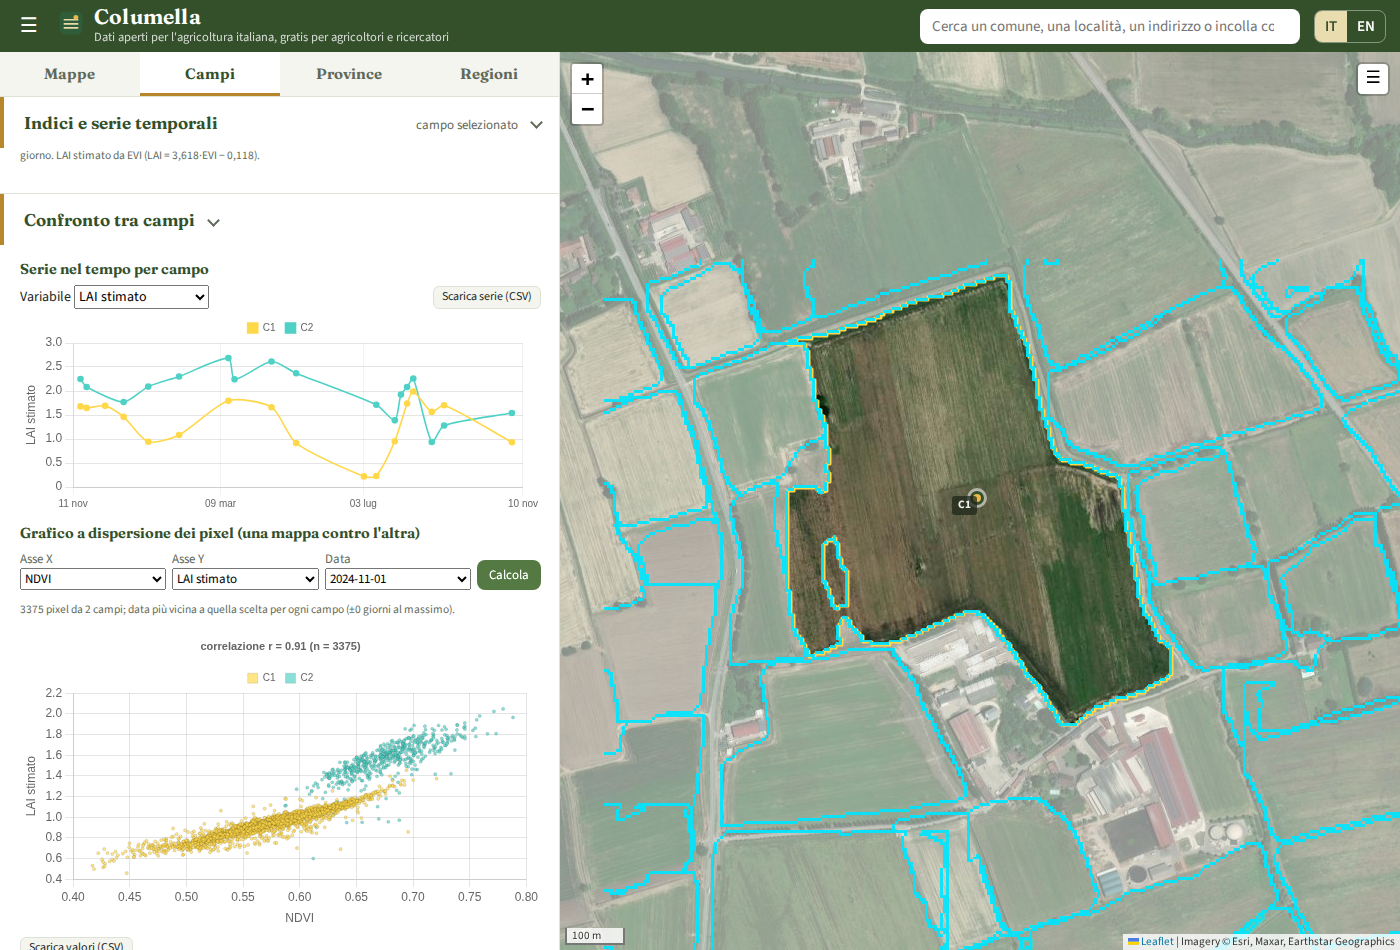 ☰
Columella
Dati aperti per l'agricoltura italiana, gratis per agricoltori e ricercatori
Cerca un comune, una località, un indirizzo o incolla cc
IT EN
Mappe Campi Province Regioni
Indici e serie temporali campo selezionato
giorno. LAI stimato da EVI (LAI = 3,618·EVI − 0,118).
Confronto tra campi
Serie nel tempo per campo
Variabile LAI stimato Scarica serie (CSV)
C1 C2
3.0
2.5
2.0
1.5
1.0
0.5
0
LAI stimato
11 nov 09 mar 03 lug 10 nov
Grafico a dispersione dei pixel (una mappa contro l'altra)
Asse X Asse Y Data
NDVI LAI stimato 2024-11-01 Calcola
3375 pixel da 2 campi; data più vicina a quella scelta per ogni campo (±0 giorni al massimo).
correlazione r = 0.91 (n = 3375)
C1 C2
2.2
2.0
1.8
1.6
1.4
1.2
1.0
0.8
0.6
0.4
LAI stimato
0.40 0.45 0.50 0.55 0.60 0.65 0.70 0.75 0.80
NDVI
Scarica valori (CSV)
+
−
☰
C1
100 m
Leaflet | Imagery © Esri, Maxar, Earthstar Geographics